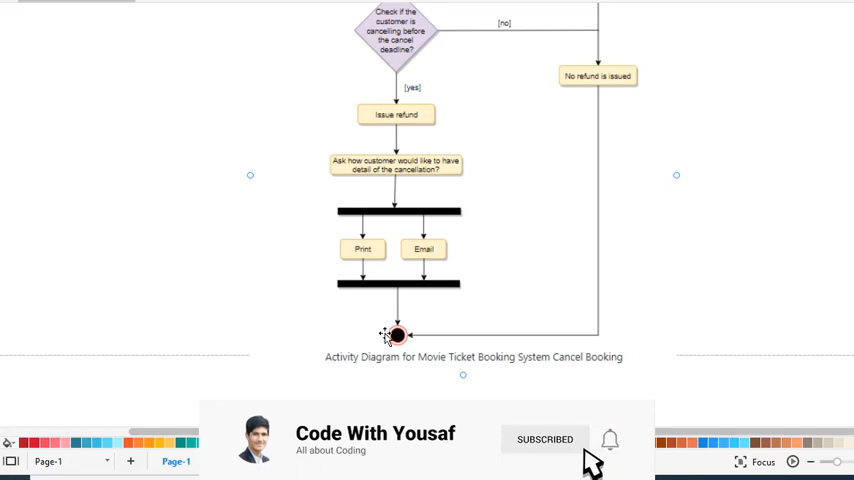 Check if the
customer is
cancelling before
the cancel
deadline?
[no]
No refund is issued
[yes]
Issue refund
Ask how customer would like to have
detail of the cancellation?
Print
Email
Activity Diagram for Movie Ticket Booking System Cancel Booking
Code With Yousaf
All about Coding
SUBSCRIBED
Page-1
Page-1
Focus